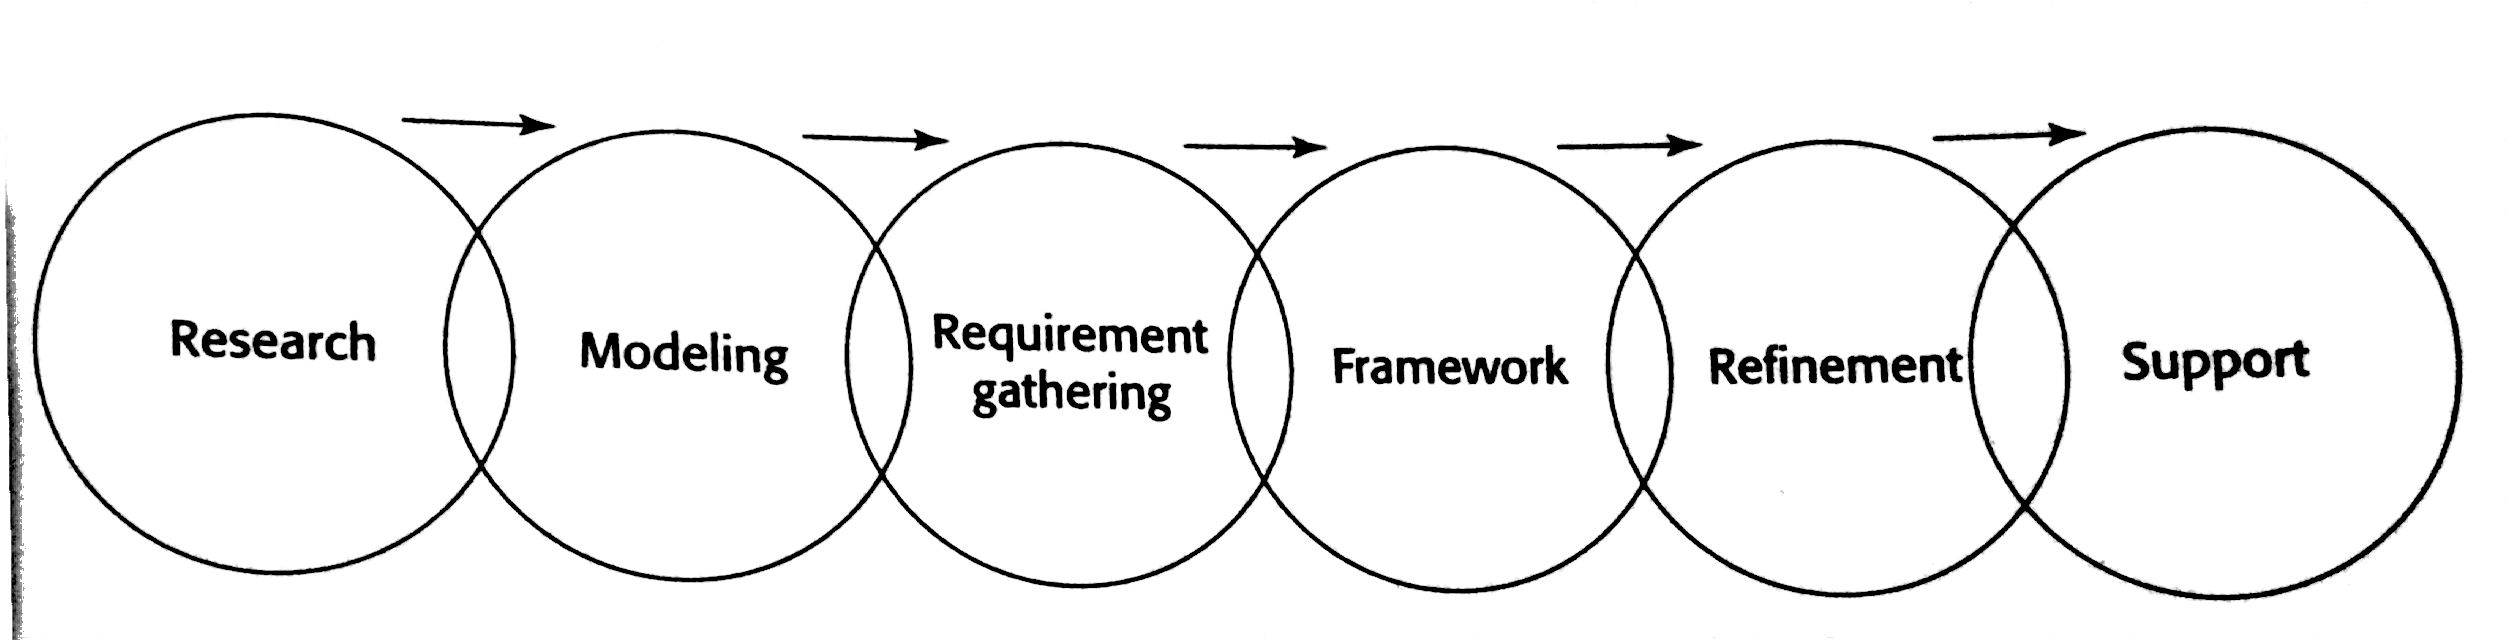 Research
Modeling
Requirement
gathering
Framework
Refinement
Support